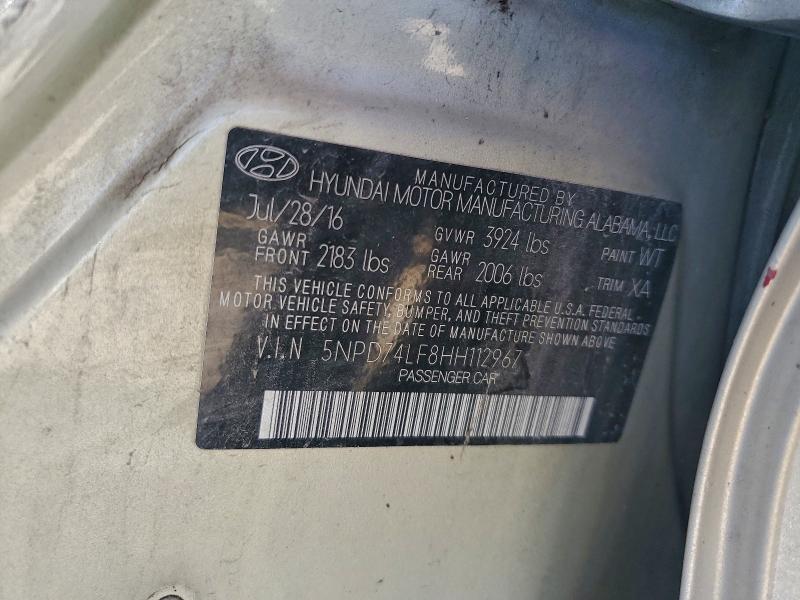 MANUFACTURED BY
HYUNDAI MOTOR MANUFACTURING ALABAMA, LLC
Jul/28/16 GVWR 3924 lbs PAINT WT
GAWR FRONT 2183 lbs GAWR REAR 2006 lbs TRIM XA
THIS VEHICLE CONFORMS TO ALL APPLICABLE U.S.A. FEDERAL
MOTOR VEHICLE SAFETY, BUMPER, AND THEFT PREVENTION STANDARDS
IN EFFECT ON THE DATE OF MANUFACTURE SHOWN ABOVE.
V.I.N 5NPD74LF8HH112967
PASSENGER CAR